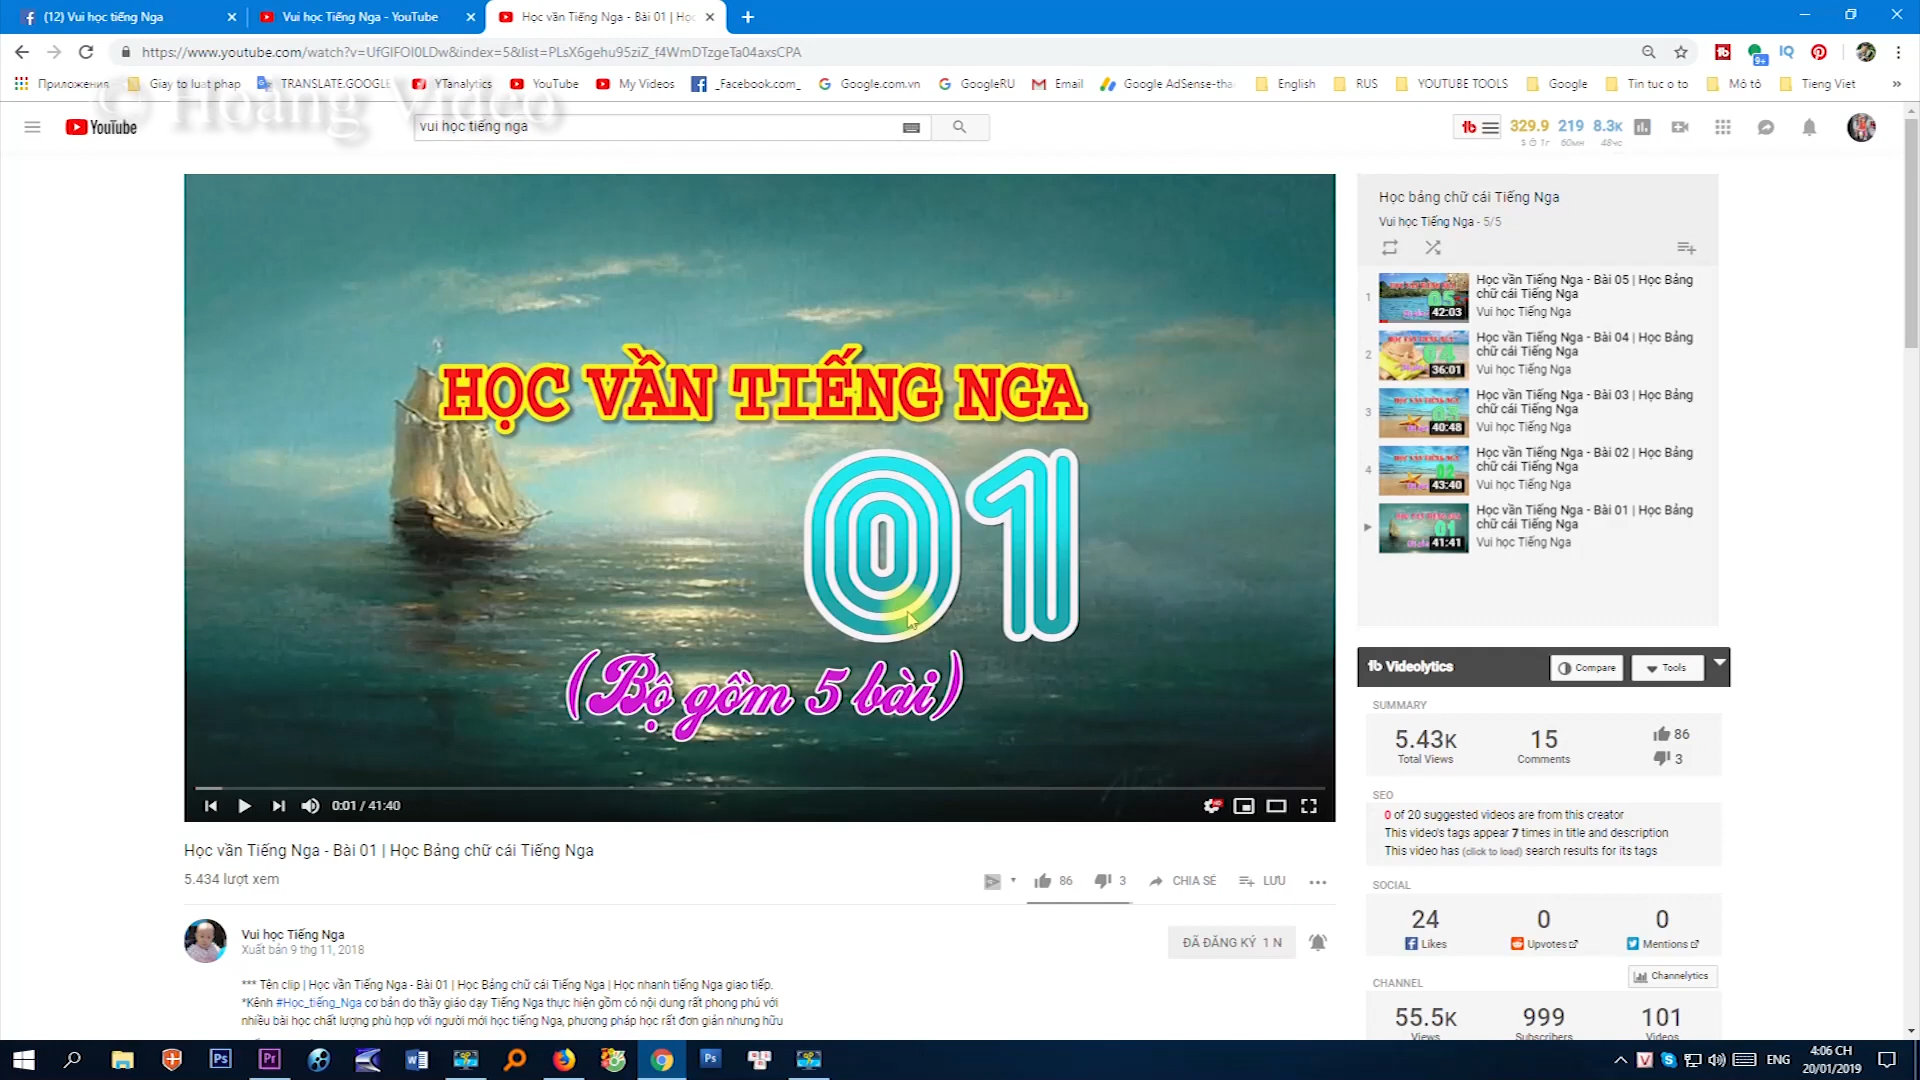 (12) Vui học tiếng Nga
Vui học Tiếng Nga - YouTube
Học vần Tiếng Nga - Bài 01 | Học
https://www.youtube.com/watch?v=UfGIFOI0LDw&index=5&list=PLsX6gehu95ziZ_f4WmDTzgeTa04axsCPA
9+
IQ
Приложения
Giay to luat phap
TRANSLATE.GOOGLE
YTanalytics
YouTube
My Videos
_Facebook.com_
Google.com.vn
GoogleRU
Email
Google AdSense-tha
English
RUS
YOUTUBE TOOLS
Google
Tin tuc o to
Mô tô
Tieng Viet
© Hoàng Video
YouTube
vui học tiếng nga
329.9 219 8.3к
60мн 48чс
HỌC VẦN TIẾNG NGA
01
(Bộ gồm 5 bài)
0:01 / 41:40
Học vần Tiếng Nga - Bài 01 | Học Bảng chữ cái Tiếng Nga
5.434 lượt xem
86
3
CHIA SẺ
LƯU
Vui học Tiếng Nga
Xuất bản 9 thg 11, 2018
ĐÃ ĐĂNG KÝ 1 N
*** Tên clip | Học vần Tiếng Nga - Bài 01 | Học Bảng chữ cái Tiếng Nga | Học nhanh tiếng Nga giao tiếp.
*Kênh #Học_tiếng_Nga cơ bản do thầy giáo dạy Tiếng Nga thực hiện gồm có nội dung rất phong phú với
nhiều bài học chất lượng phù hợp với người mới học tiếng Nga, phương pháp học rất đơn giản nhưng hữu
Học bảng chữ cái Tiếng Nga
Vui học Tiếng Nga - 5/5
1
42:03
Học vần Tiếng Nga - Bài 05 | Học Bảng
chữ cái Tiếng Nga
Vui học Tiếng Nga
2
36:01
Học vần Tiếng Nga - Bài 04 | Học Bảng
chữ cái Tiếng Nga
Vui học Tiếng Nga
3
40:48
Học vần Tiếng Nga - Bài 03 | Học Bảng
chữ cái Tiếng Nga
Vui học Tiếng Nga
4
43:40
Học vần Tiếng Nga - Bài 02 | Học Bảng
chữ cái Tiếng Nga
Vui học Tiếng Nga
41:41
Học vần Tiếng Nga - Bài 01 | Học Bảng
chữ cái Tiếng Nga
Vui học Tiếng Nga
Videolytics
Compare
Tools
SUMMARY
5.43K 15 86
Total Views Comments 3
SEO
0 of 20 suggested videos are from this creator
This video's tags appear 7 times in title and description
This video has (click to load) search results for its tags
SOCIAL
24 0 0
Likes Upvotes Mentions
Channelytics
CHANNEL
55.5K 999 101
Views Subscribers Videos
ENG
4:06 CH
20/01/2019